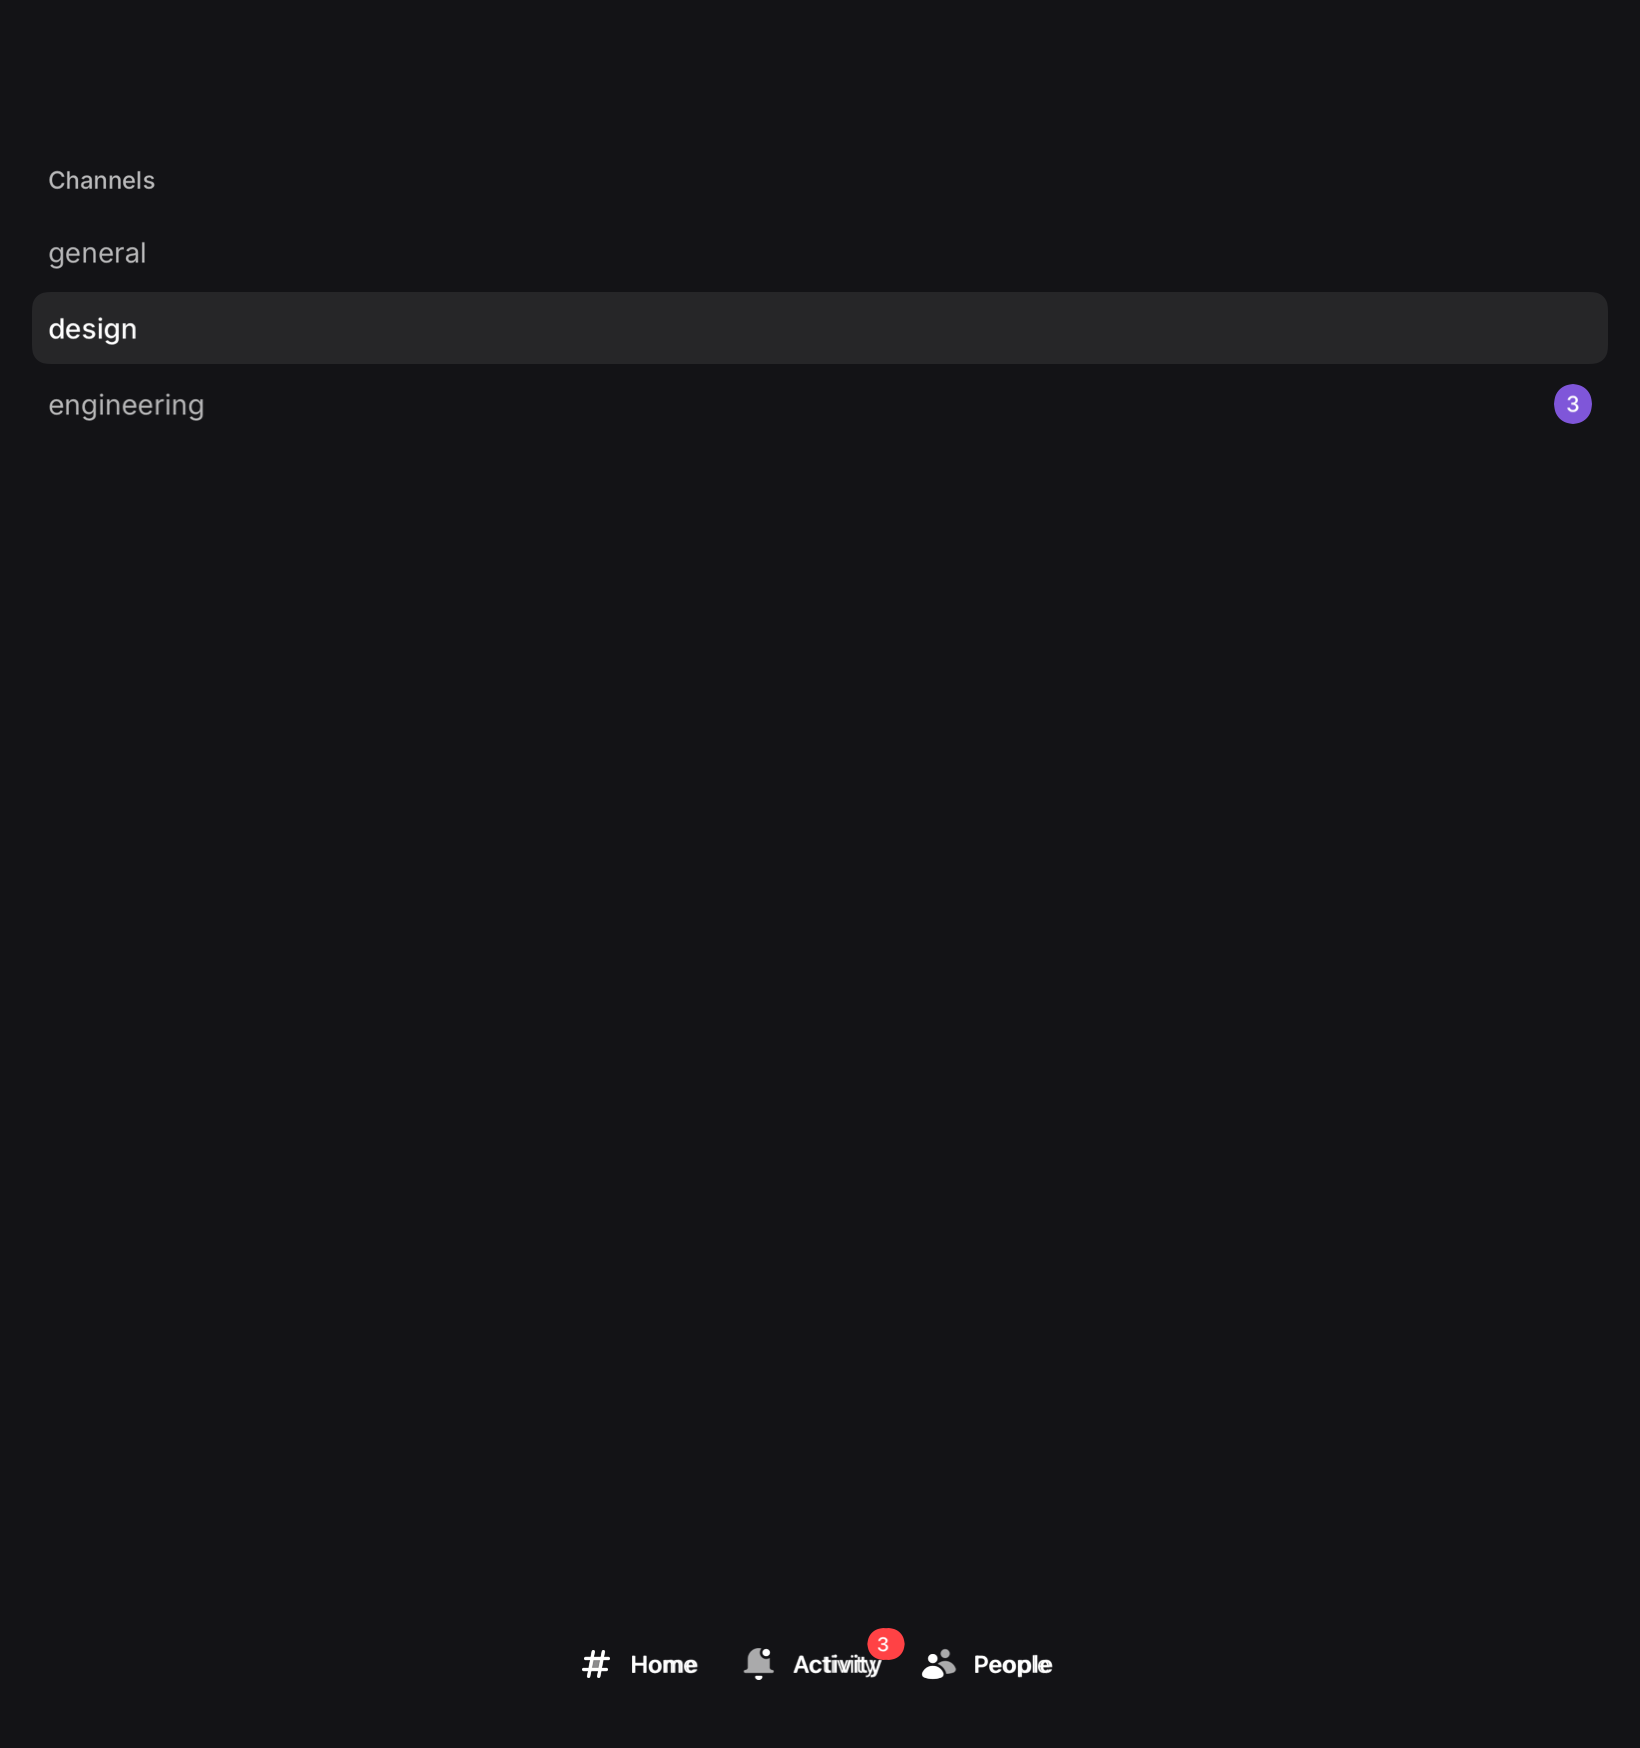 Channels
general
design
engineering 3
Home Activity 3 People